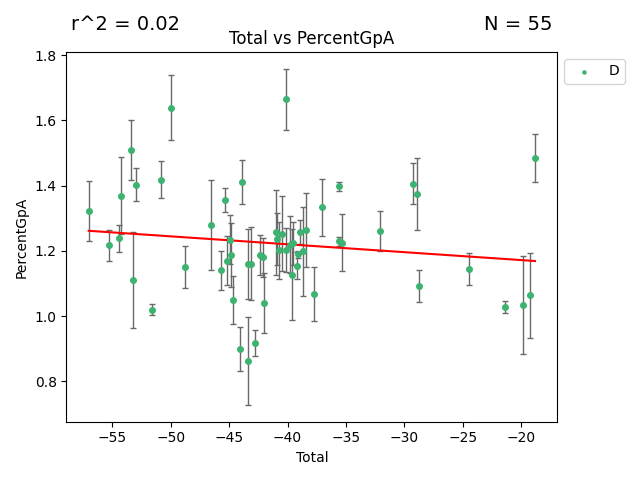 r^2 = 0.02
N = 55
Total vs PercentGpA
D
1.8
1.6
1.4
1.2
1.0
0.8
PercentGpA
−55
−50
−45
−40
−35
−30
−25
−20
Total